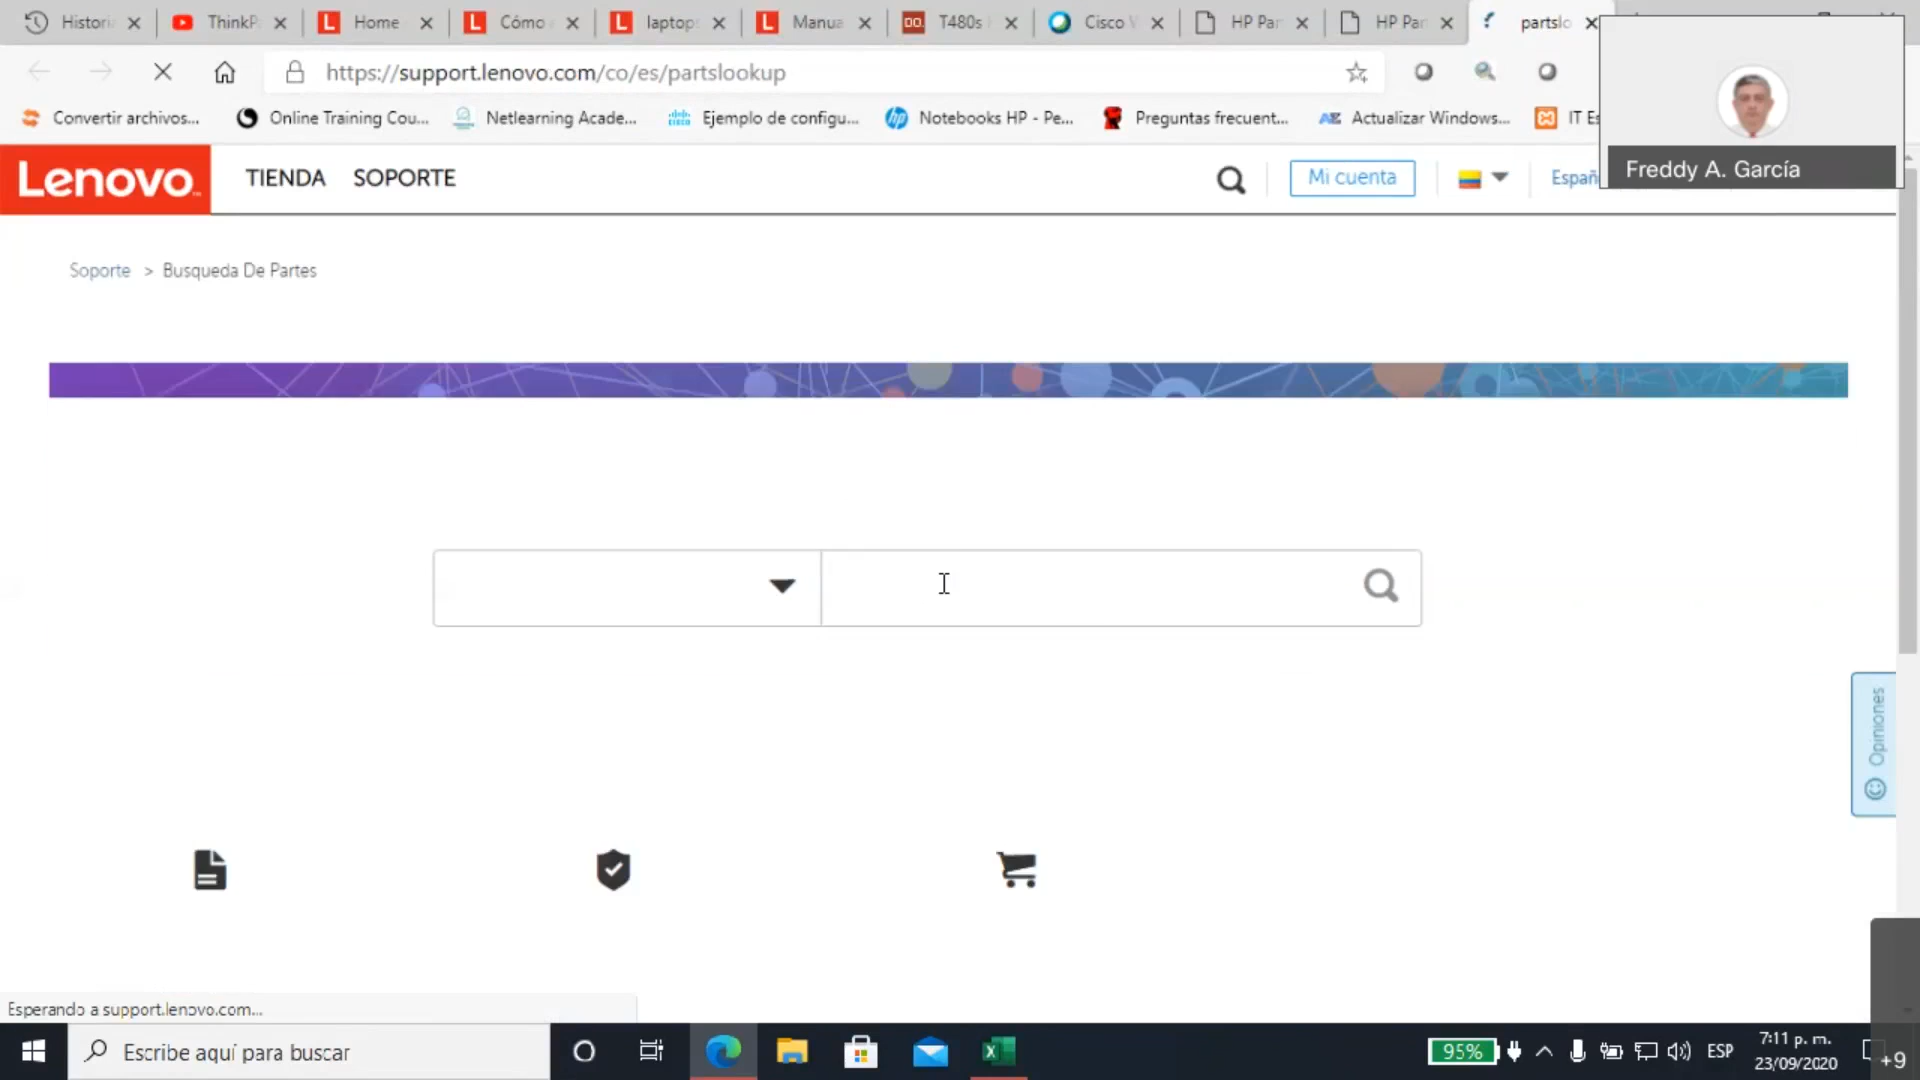 Histori
ThinkP
Home
Cómo
laptop
Manua
T480s
Cisco V
HP Par
HP Par
partslo
https://support.lenovo.com/co/es/partslookup
Convertir archivos...
Online Training Cou...
Netlearning Acade...
Ejemplo de configu...
Notebooks HP - Pe...
Preguntas frecuent...
Actualizar Windows...
IT Es
Freddy A. García
Lenovo
TIENDA
SOPORTE
Mi cuenta
Españ
Soporte > Busqueda De Partes
Opiniones
Esperando a support.lenovo.com...
Escribe aquí para buscar
95%
ESP
7:11 p. m.
23/09/2020
+9